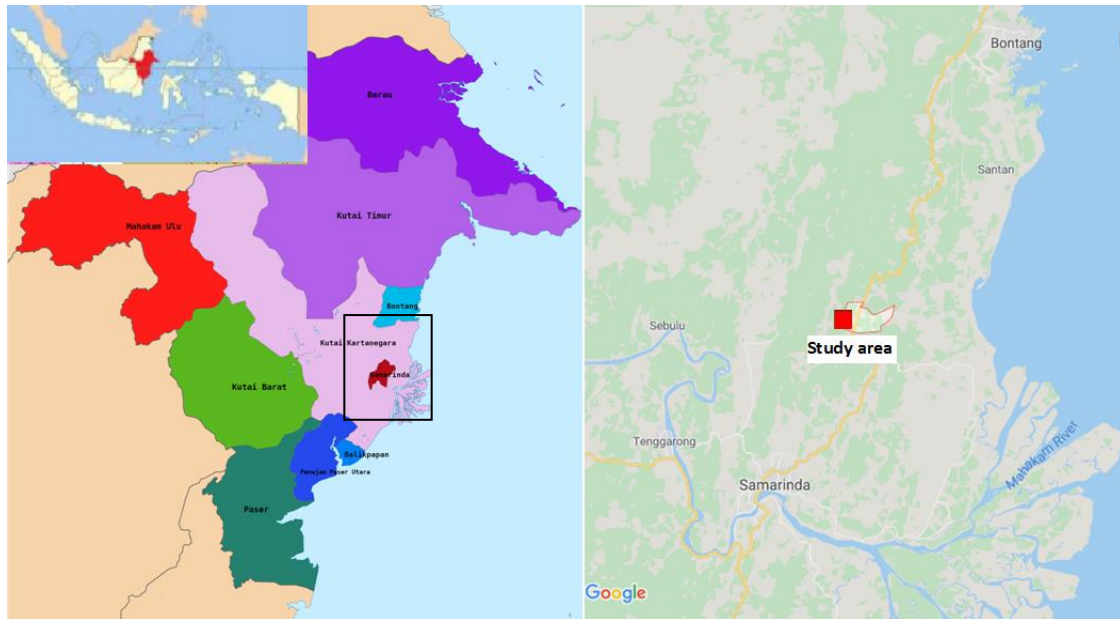 Berau
Kutai Timur
Mahakam Ulu
Bontang
Kutai Kartanegara
Samarinda
Kutai Barat
Balikpapan
Penajam Paser Utara
Paser
Bontang
Santan
Sebulu
Study area
Tenggarong
Samarinda
Mahakam River
Google